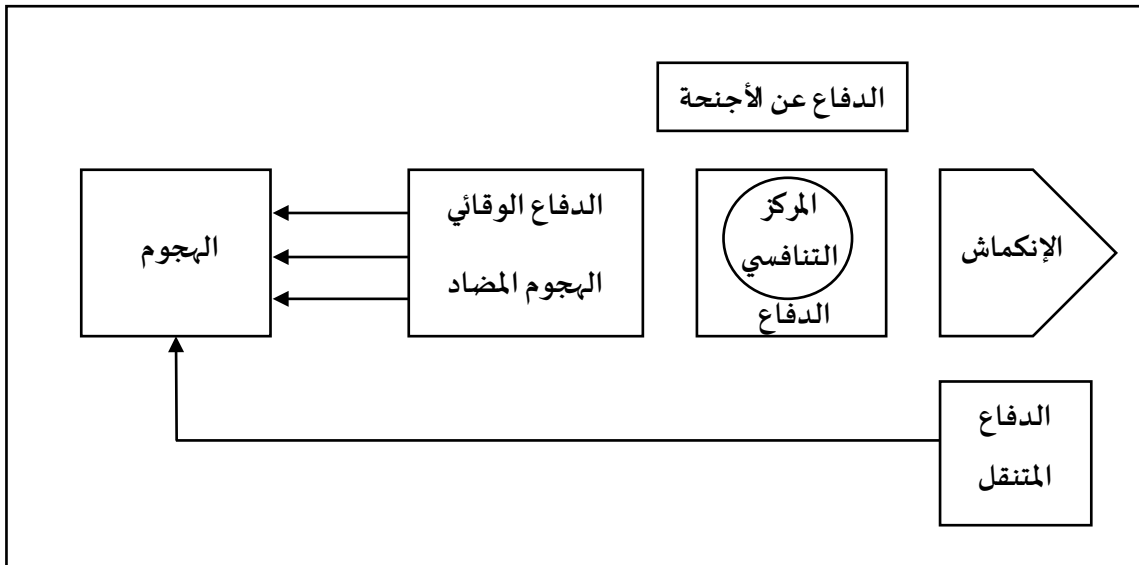 الدفاع عن الأجنحة
الإنكماش
المركز
التنافسي
الدفاع
الدفاع الوقائي
الهجوم المضاد
الهجوم
الدفاع
المتنقل